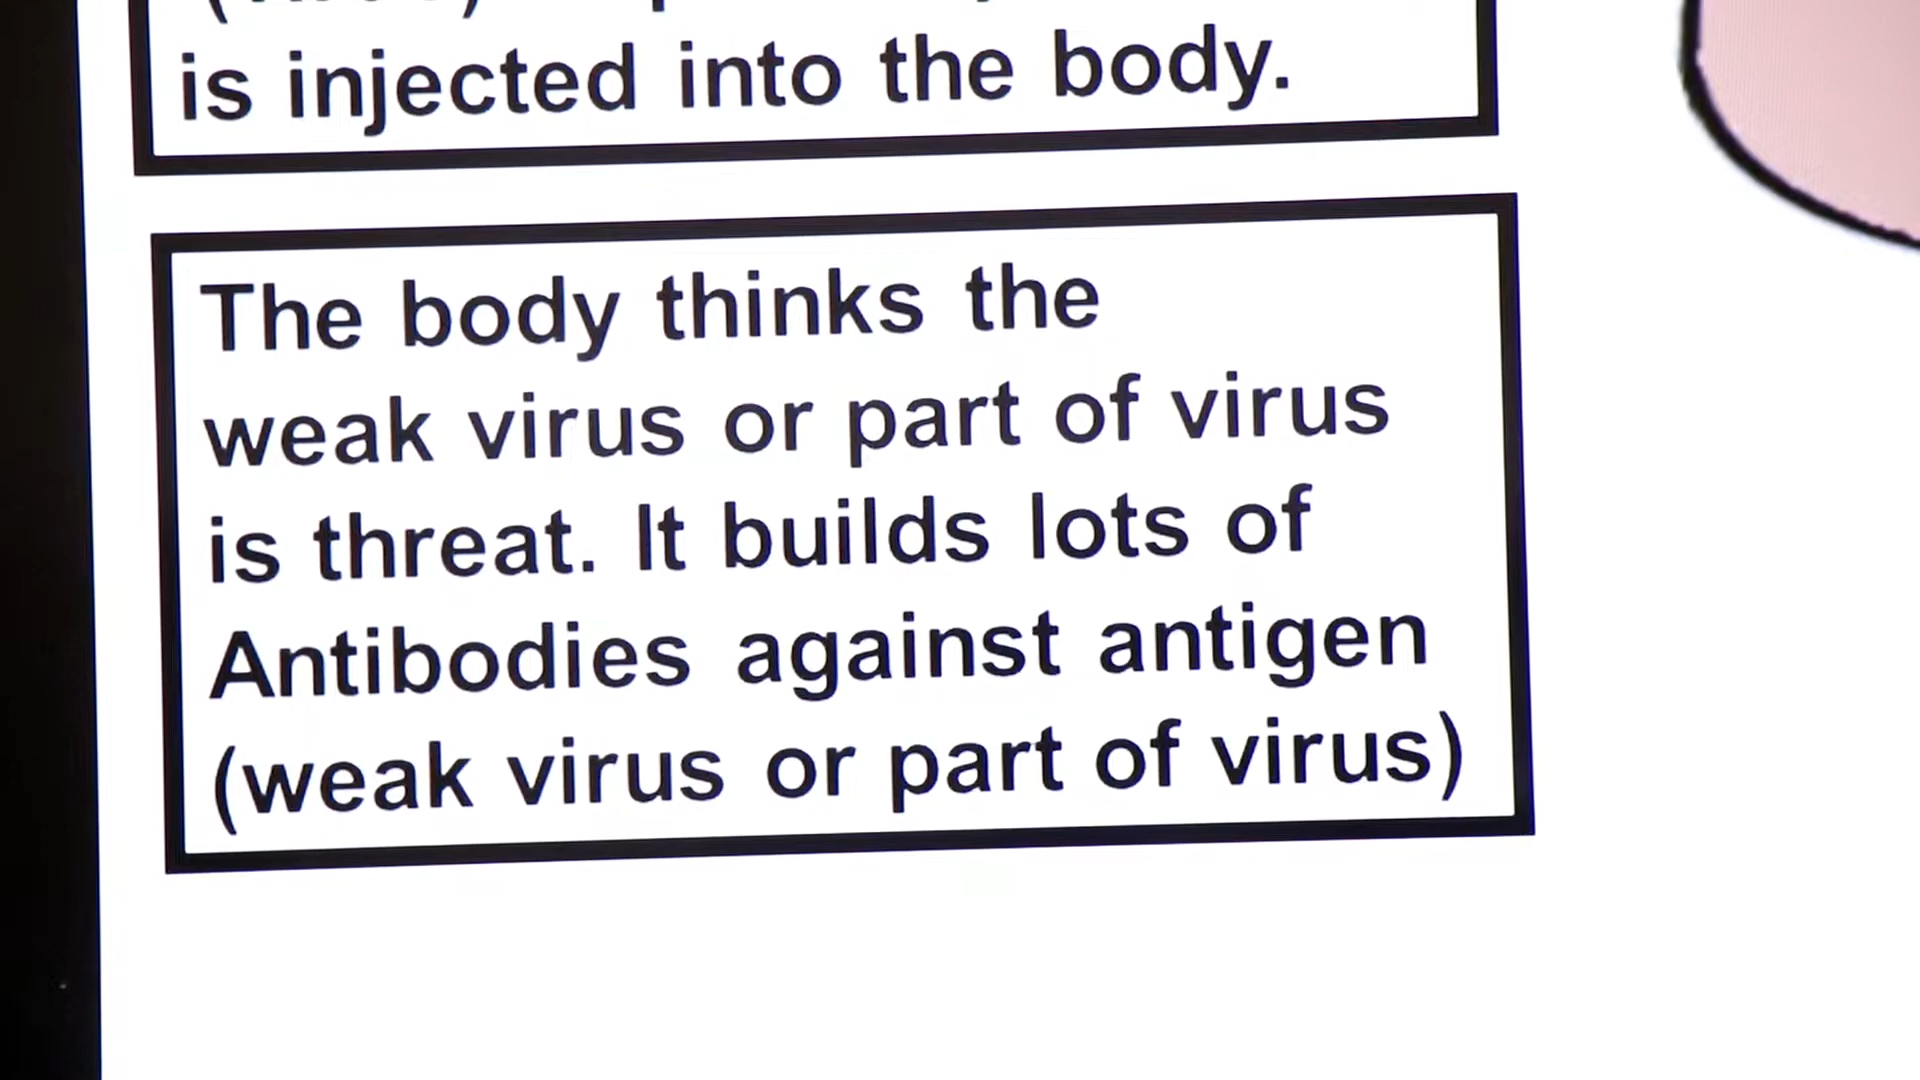 is injected into the body.
The body thinks the
weak virus or part of virus
is threat. It builds lots of
Antibodies against antigen
(weak virus or part of virus)